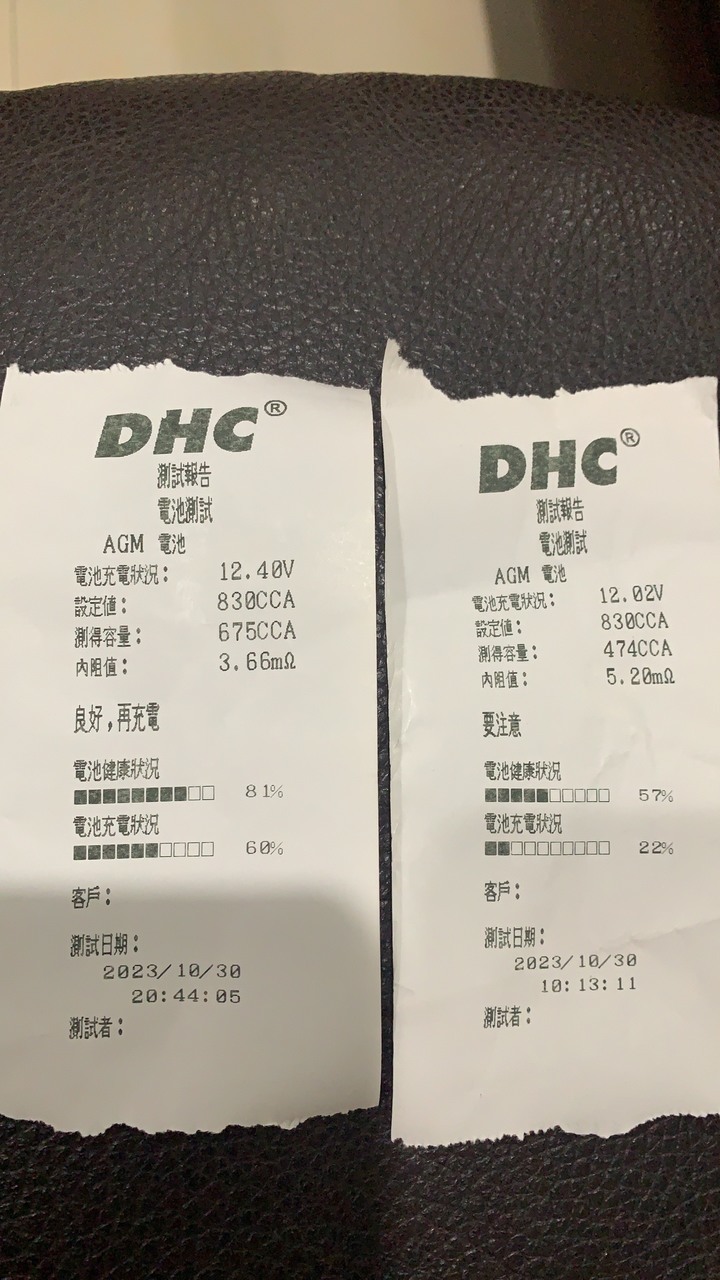 DHC®
測試報告
電池測試
AGM 電池
電池充電狀況： 12.40V
設定值： 830CCA
測得容量： 675CCA
內阻值： 3.66mΩ
良好,再充電
電池健康狀況
81%
電池充電狀況
60%
客戶：
測試日期：
2023/10/30
20:44:05
測試者：
DHC®
測試報告
電池測試
AGM 電池
電池充電狀況： 12.02V
設定值： 830CCA
測得容量： 474CCA
內阻值： 5.20mΩ
要注意
電池健康狀況
57%
電池充電狀況
22%
客戶：
測試日期：
2023/10/30
10:13:11
測試者：